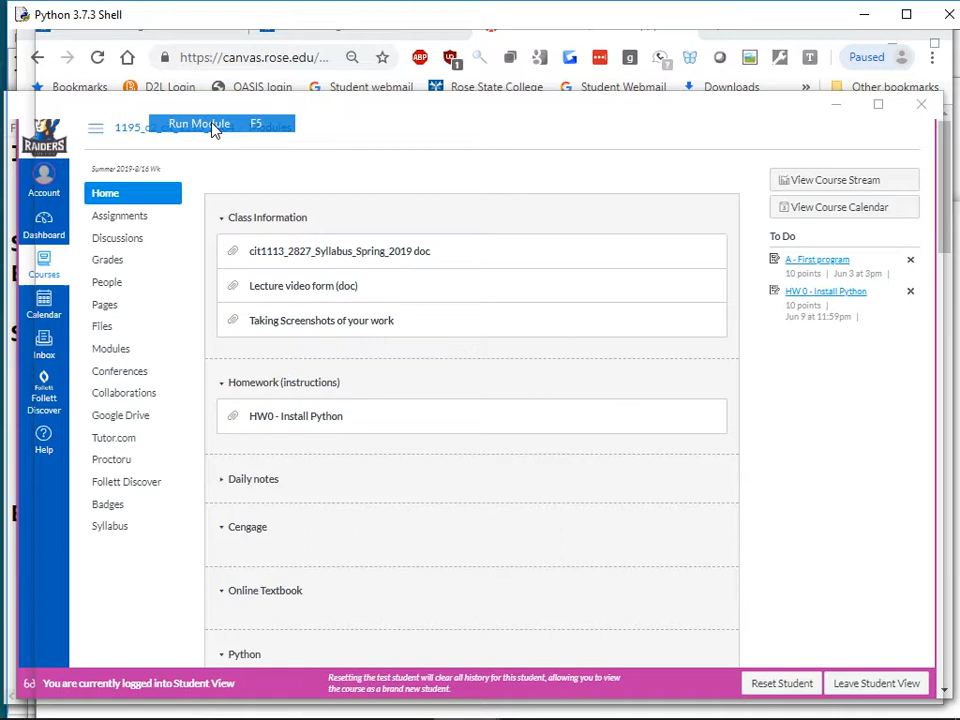 Python 3.7.3 Shell
https://canvas.rose.edu/...
Paused
Bookmarks
D2L Login
OASIS login
Student webmail
Rose State College
Student Webmail
Downloads
Other bookmarks
Run Module F5
RAIDERS
Account
Dashboard
Courses
Calendar
Inbox
Follett
Follett Discover
Help
Summer 2019-8/16 Wk
Home
Assignments
Discussions
Grades
People
Pages
Files
Modules
Conferences
Collaborations
Google Drive
Tutor.com
Proctoru
Follett Discover
Badges
Syllabus
Class Information
cit1113_2827_Syllabus_Spring_2019 doc
Lecture video form (doc)
Taking Screenshots of your work
Homework (instructions)
HW0 - Install Python
Daily notes
Cengage
Online Textbook
Python
View Course Stream
View Course Calendar
To Do
A - First program
10 points | Jun 3 at 3pm |
HW 0 - Install Python
10 points |
Jun 9 at 11:59pm |
You are currently logged into Student View
Resetting the test student will clear all history for this student, allowing you to view
the course as a brand new student.
Reset Student
Leave Student View